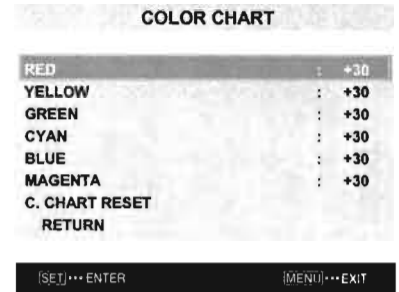 COLOR CHART
RED : +30
YELLOW : +30
GREEN : +30
CYAN : +30
BLUE : +30
MAGENTA : +30
C. CHART RESET
RETURN
[SET]•••ENTER [MENU]•••EXIT